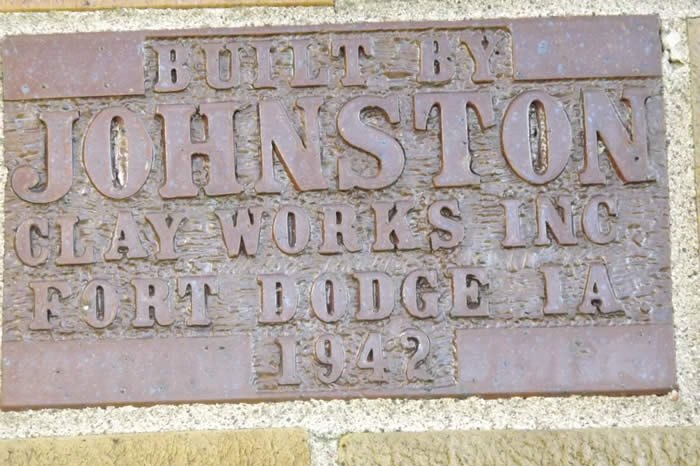 BUILT BY
JOHNSTON
CLAY WORKS INC.
FORT DODGE IA.
1942